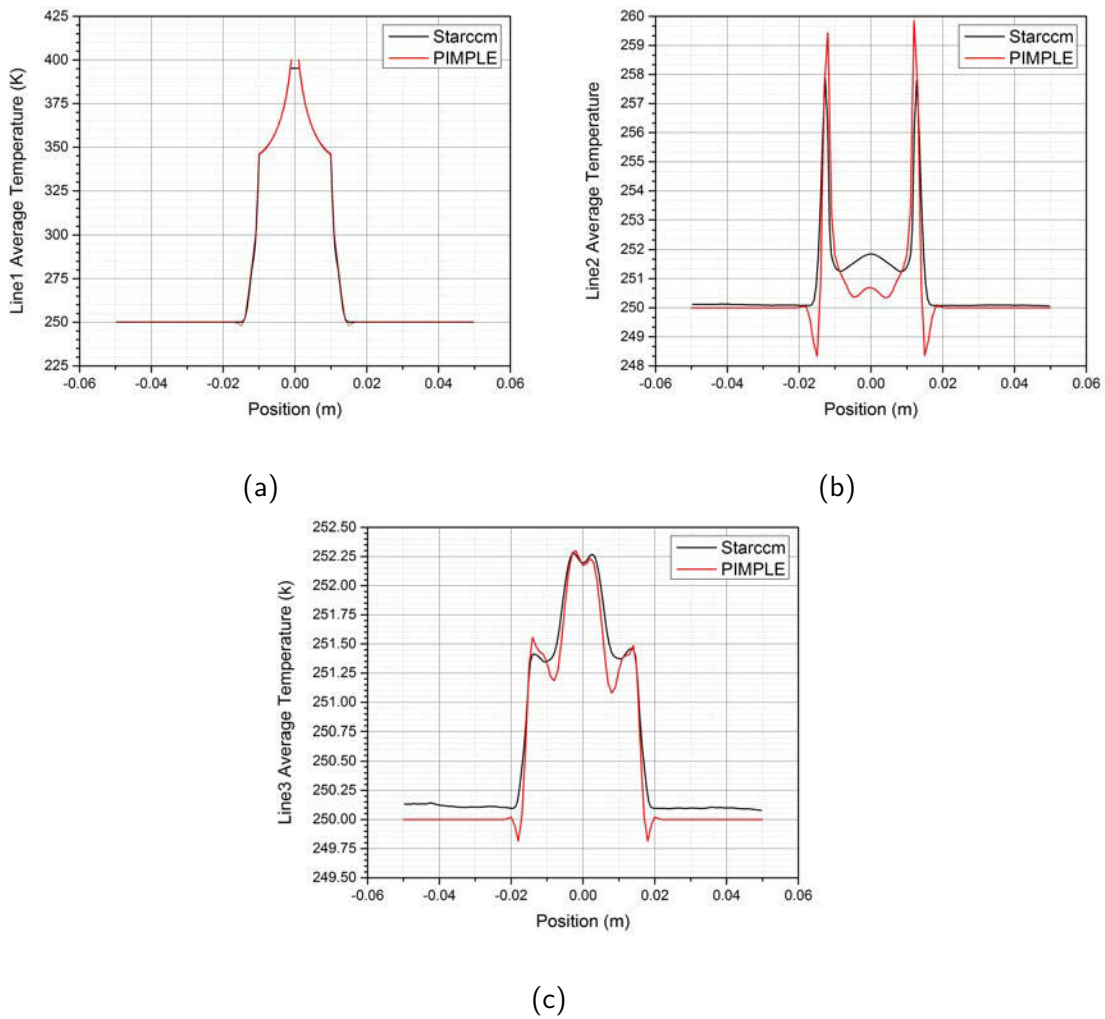 425
400
375
350
325
300
275
250
225
Line1 Average Temperature (K)
Starccm
PIMPLE
-0.06 -0.04 -0.02 0.00 0.02 0.04 0.06
Position (m)
(a)
260
259
258
257
256
255
254
253
252
251
250
249
248
Line2 Average Temperature
Starccm
PIMPLE
-0.06 -0.04 -0.02 0.00 0.02 0.04 0.06
Position (m)
(b)
252.50
252.25
252.00
251.75
251.50
251.25
251.00
250.75
250.50
250.25
250.00
249.75
249.50
Line3 Average Temperature (k)
Starccm
PIMPLE
-0.06 -0.04 -0.02 0.00 0.02 0.04 0.06
Position (m)
(c)